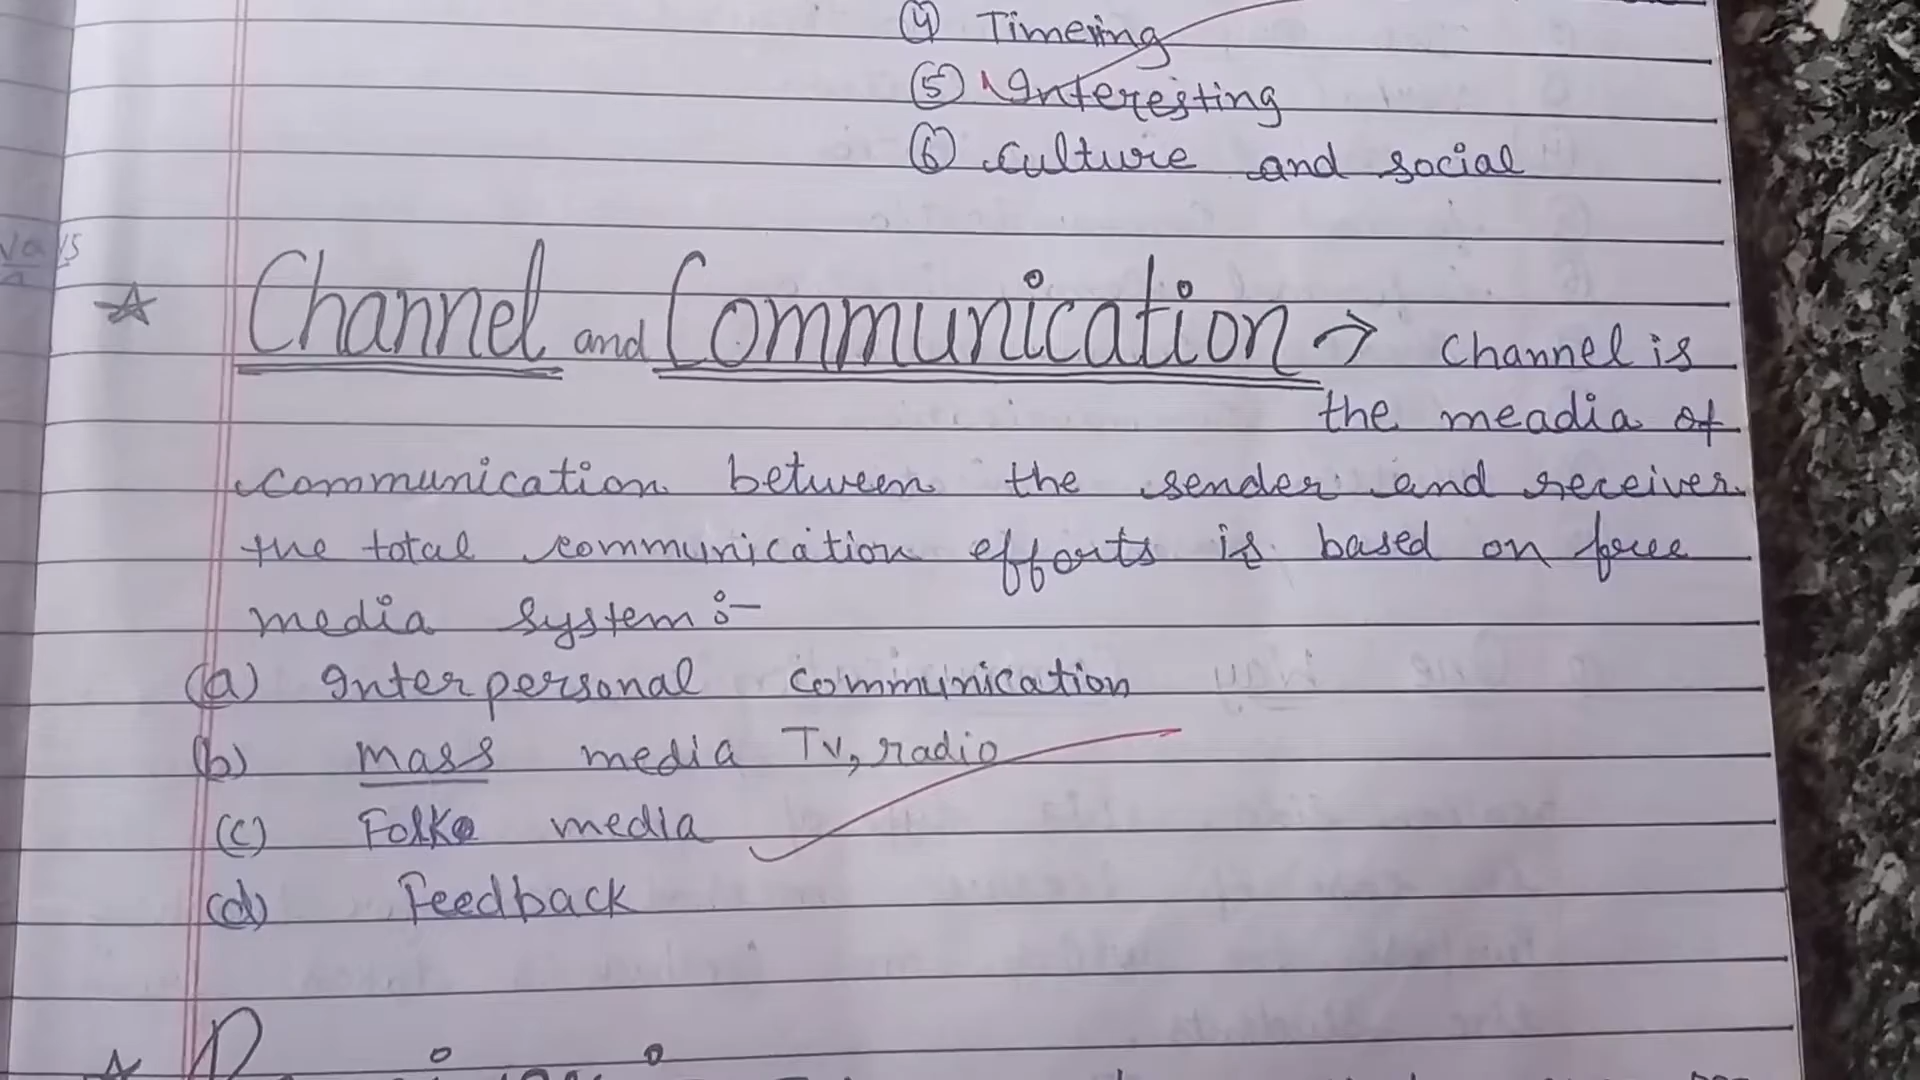 ④ Timering
⑤ Interesting
⑥ culture and social
☆ Channel and Communication → Channel is
the meadia of
communication between the sender and receiver
the total communication efforts is based on free
media system :-
(a) Interpersonal communication
(b) mass media TV, radio
(c) Folk media
(d) Feedback